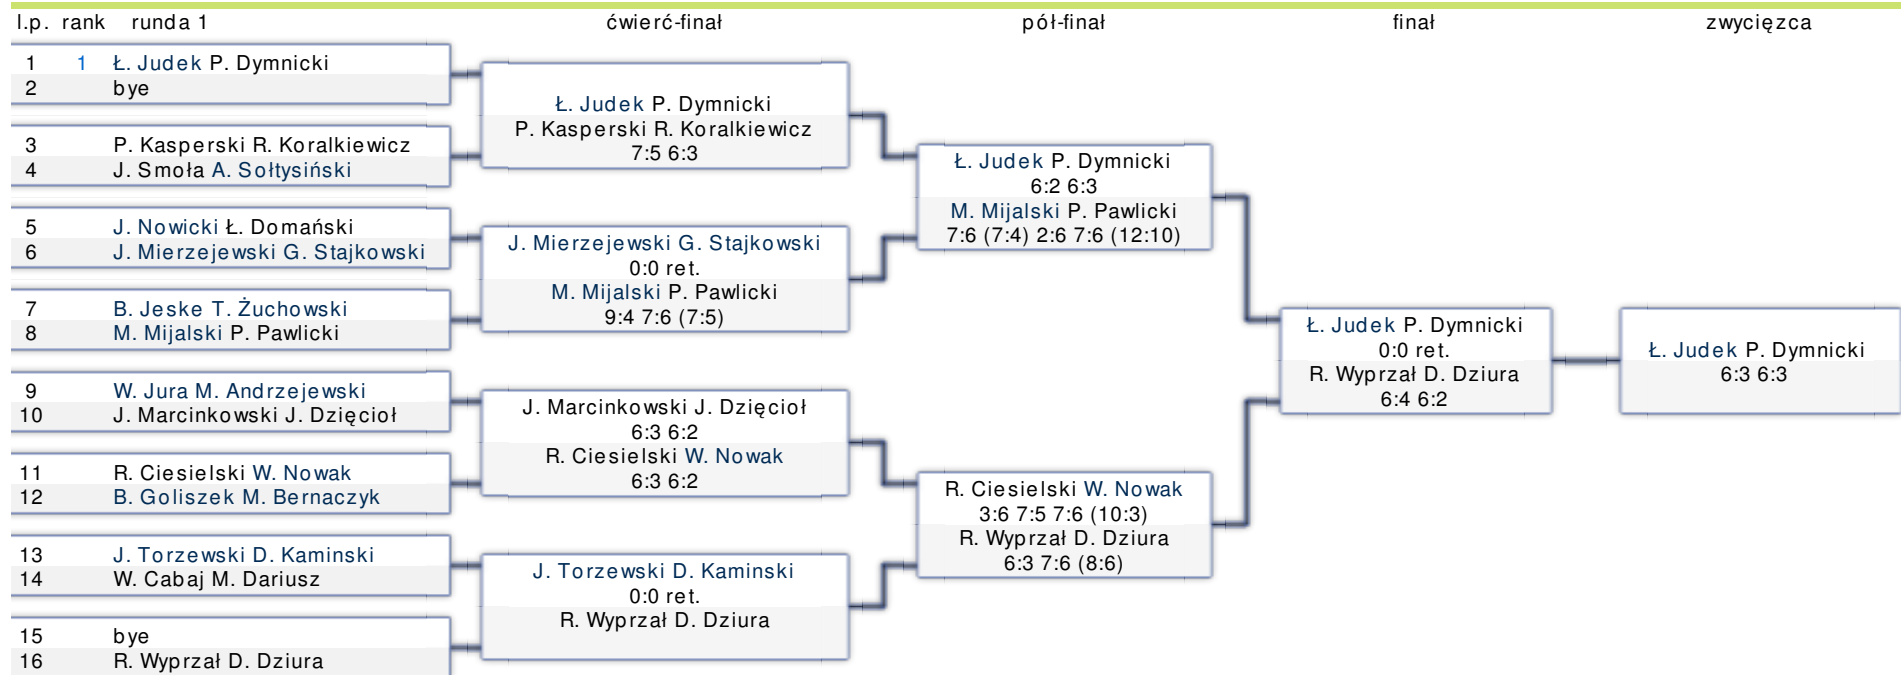 l.p. rank runda 1 ćwierć-finał pół-finał finał zwycięzca
1 1 Ł. Judek P. Dymnicki
2 bye
3 P. Kasperski R. Koralkiewicz
4 J. Smoła A. Sołtysiński
5 J. Nowicki Ł. Domański
6 J. Mierzejewski G. Stajkowski
7 B. Jeske T. Żuchowski
8 M. Mijalski P. Pawlicki
9 W. Jura M. Andrzejewski
10 J. Marcinkowski J. Dzięcioł
11 R. Ciesielski W. Nowak
12 B. Goliszek M. Bernaczyk
13 J. Torzewski D. Kaminski
14 W. Cabaj M. Dariusz
15 bye
16 R. Wyprzał D. Dziura
Ł. Judek P. Dymnicki
P. Kasperski R. Koralkiewicz
7:5 6:3
J. Mierzejewski G. Stajkowski
0:0 ret.
M. Mijalski P. Pawlicki
9:4 7:6 (7:5)
J. Marcinkowski J. Dzięcioł
6:3 6:2
R. Ciesielski W. Nowak
6:3 6:2
J. Torzewski D. Kaminski
0:0 ret.
R. Wyprzał D. Dziura
Ł. Judek P. Dymnicki
6:2 6:3
M. Mijalski P. Pawlicki
7:6 (7:4) 2:6 7:6 (12:10)
R. Ciesielski W. Nowak
3:6 7:5 7:6 (10:3)
R. Wyprzał D. Dziura
6:3 7:6 (8:6)
Ł. Judek P. Dymnicki
0:0 ret.
R. Wyprzał D. Dziura
6:4 6:2
Ł. Judek P. Dymnicki
6:3 6:3